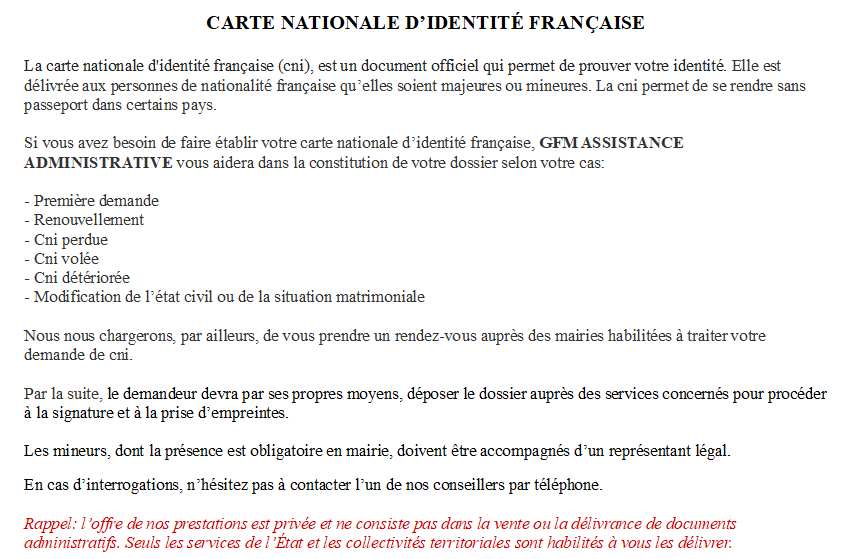 CARTE NATIONALE D’IDENTITÉ FRANÇAISE
La carte nationale d'identité française (cni), est un document officiel qui permet de prouver votre identité. Elle est
délivrée aux personnes de nationalité française qu’elles soient majeures ou mineures. La cni permet de se rendre sans
passeport dans certains pays.
Si vous avez besoin de faire établir votre carte nationale d’identité française, GFM ASSISTANCE
ADMINISTRATIVE vous aidera dans la constitution de votre dossier selon votre cas:
- Première demande
- Renouvellement
- Cni perdue
- Cni volée
- Cni détériorée
- Modification de l’état civil ou de la situation matrimoniale
Nous nous chargerons, par ailleurs, de vous prendre un rendez-vous auprès des mairies habilitées à traiter votre
demande de cni.
Par la suite, le demandeur devra par ses propres moyens, déposer le dossier auprès des services concernés pour procéder
à la signature et à la prise d’empreintes.
Les mineurs, dont la présence est obligatoire en mairie, doivent être accompagnés d’un représentant légal.
En cas d’interrogations, n’hésitez pas à contacter l’un de nos conseillers par téléphone.
Rappel: l’offre de nos prestations est privée et ne consiste pas dans la vente ou la délivrance de documents
administratifs. Seuls les services de l’État et les collectivités territoriales sont habilités à vous les délivrer.